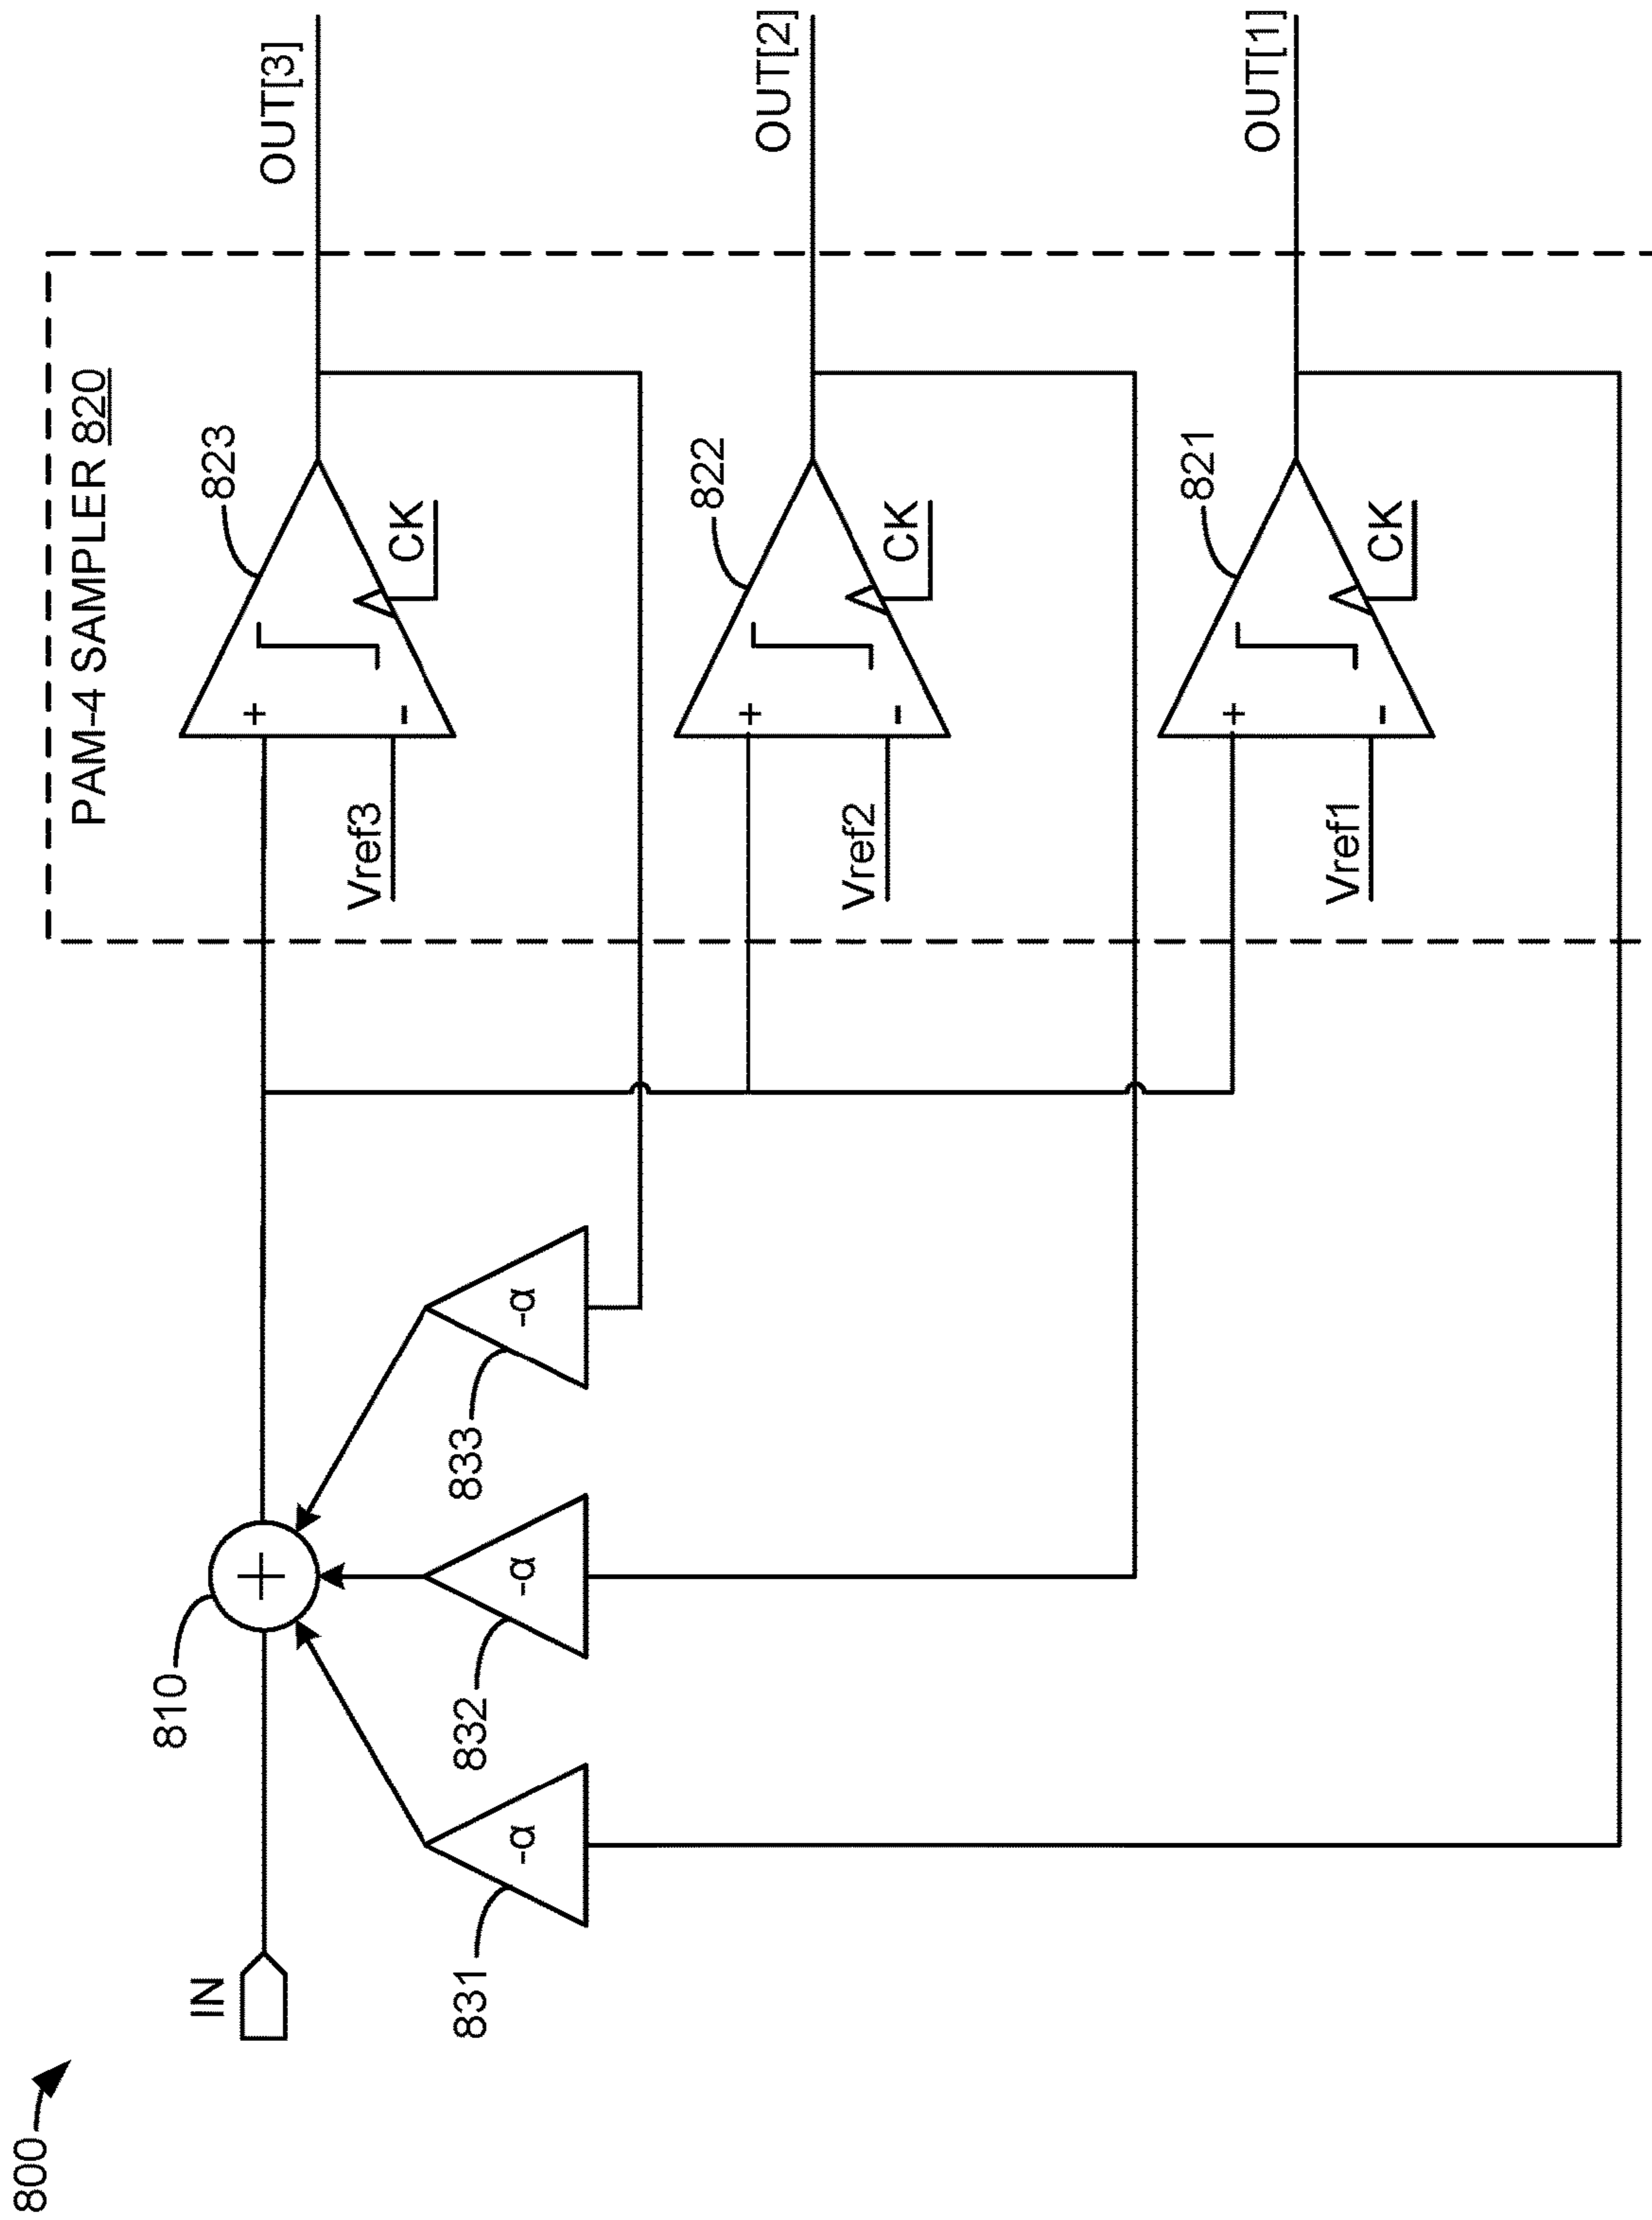 800
IN
810
831
-α
832
-α
833
-α
PAM-4 SAMPLER 820
823
+
-
Vref3
CK
OUT[3]
822
+
-
Vref2
CK
OUT[2]
821
+
-
Vref1
CK
OUT[1]